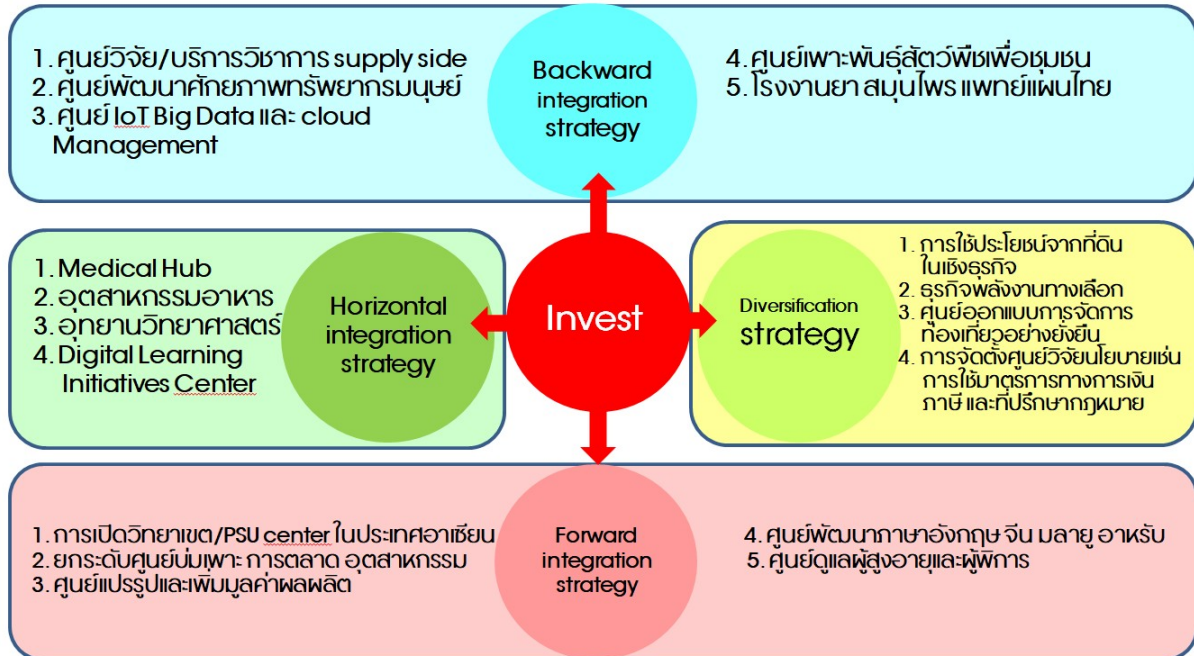 1. ศูนย์วิจัย/บริการวิชาการ supply side
2. ศูนย์พัฒนาศักยภาพทรัพยากรมนุษย์
3. ศูนย์ IoT Big Data และ cloud
Management
Backward
integration
strategy
4. ศูนย์เพาะพันธุ์สัตว์พืชเพื่อชุมชน
5. โรงงานยา สมุนไพร แพทย์แผนไทย
1. Medical Hub
2. อุตสาหกรรมอาหาร
3. อุทยานวิทยาศาสตร์
4. Digital Learning
Initiatives Center
Horizontal
integration
strategy
Invest
Diversification
strategy
1. การใช้ประโยชน์จากที่ดิน
ในเชิงธุรกิจ
2. ธุรกิจพลังงานทางเลือก
3. ศูนย์ออกแบบการจัดการ
ท่องเที่ยวอย่างยั่งยืน
4. การจัดตั้งศูนย์วิจัยนโยบายเช่น
การใช้มาตรการทางการเงิน
ภาษี และที่ปรึกษากฎหมาย
1. การเปิดวิทยาเขต/PSU center ในประเทศอาเซียน
2. ยกระดับศูนย์บ่มเพาะ การตลาด อุตสาหกรรม
3. ศูนย์แปรรูปและเพิ่มมูลค่าผลผลิต
Forward
integration
strategy
4. ศูนย์พัฒนาภาษาอังกฤษ จีน มลายู อาหรับ
5. ศูนย์ดูแลผู้สูงอายุและผู้พิการ